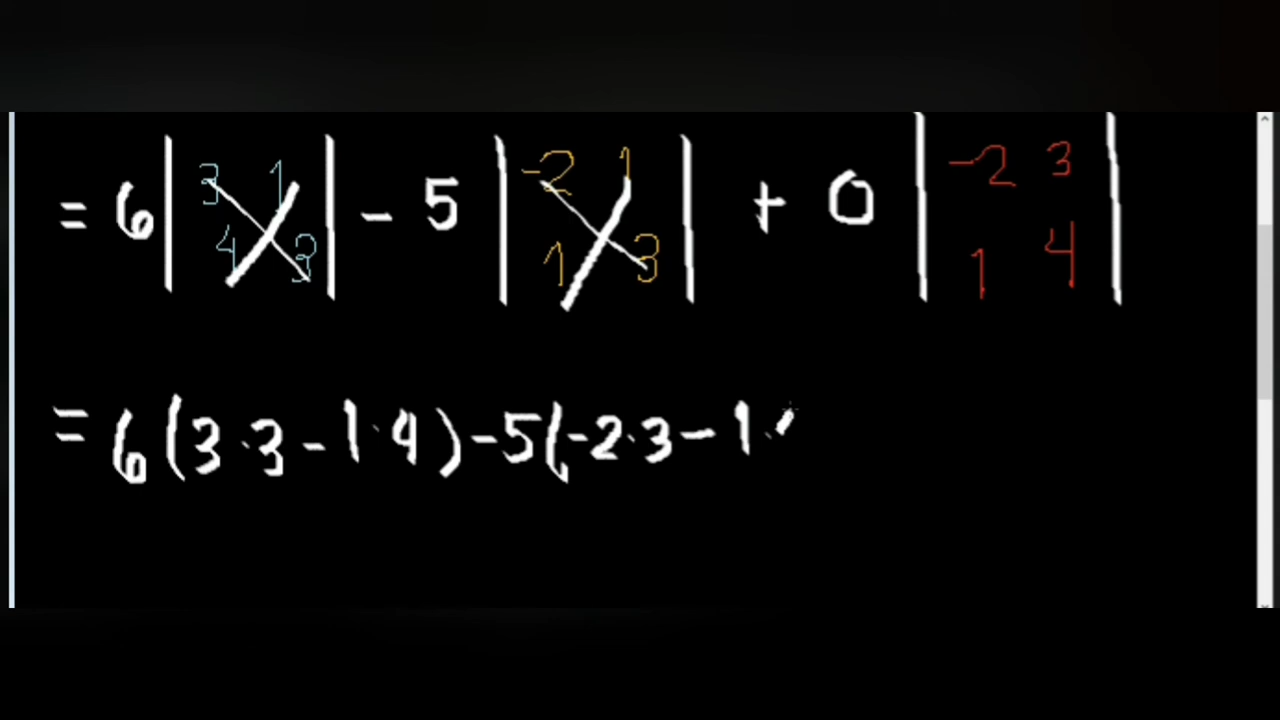 = 6 | 3 1 | - 5 | -2 1 | + 0 | -2 3 |
4 3 1 3 1 4
= 6 (3 · 3 - 1 · 4) - 5 (-2 · 3 - 1 ·